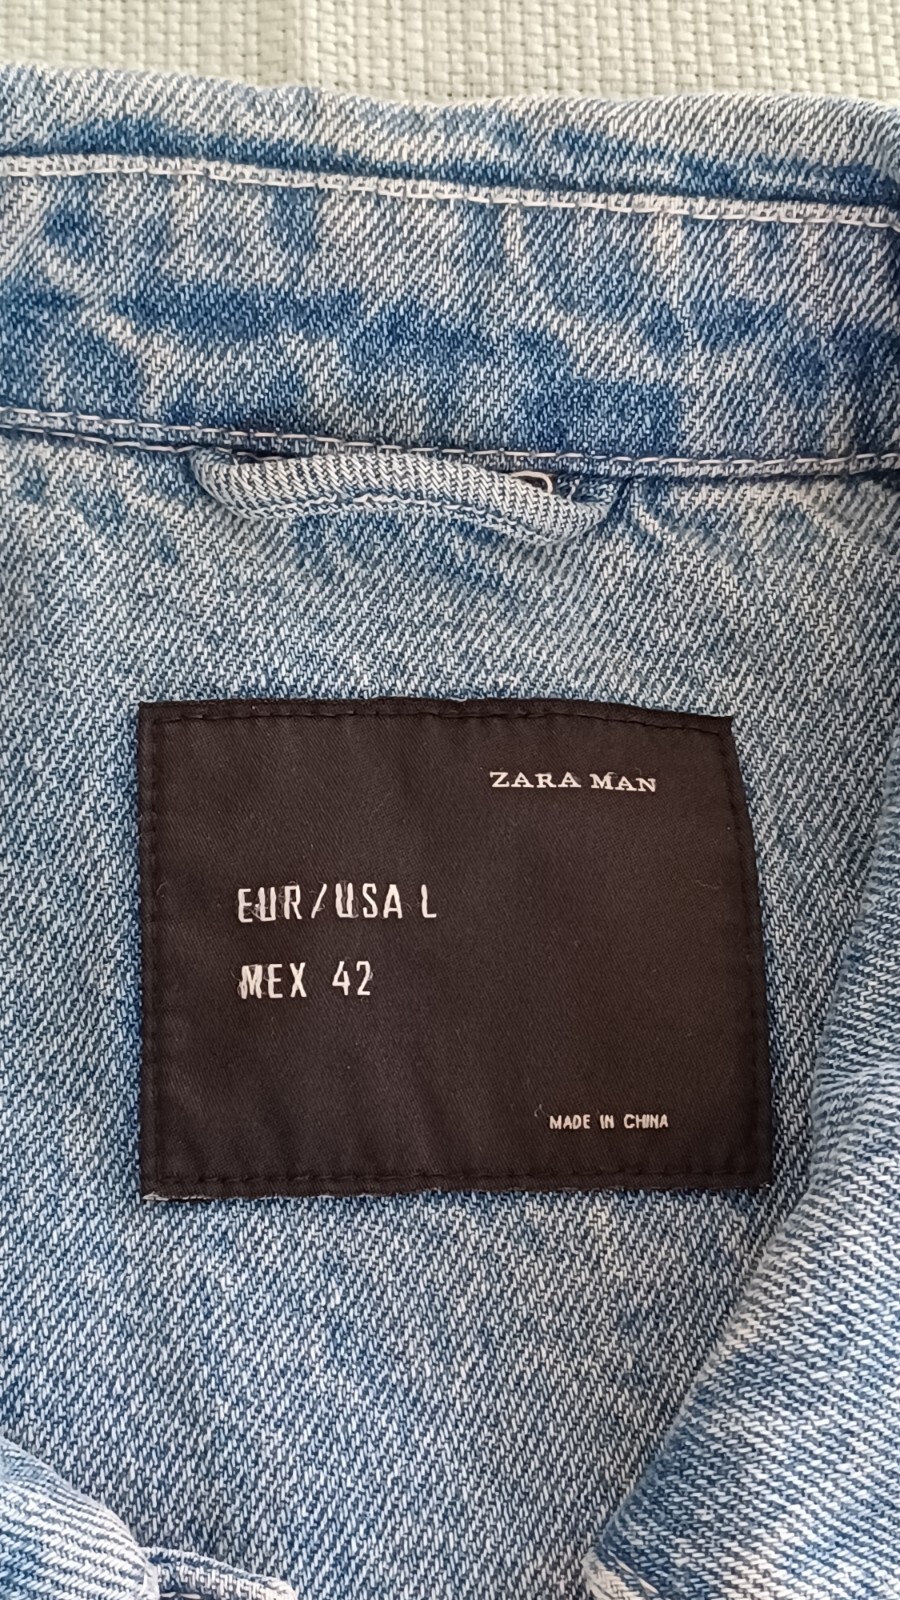 ZARA MAN
EUR/USA L
MEX 42
MADE IN CHINA